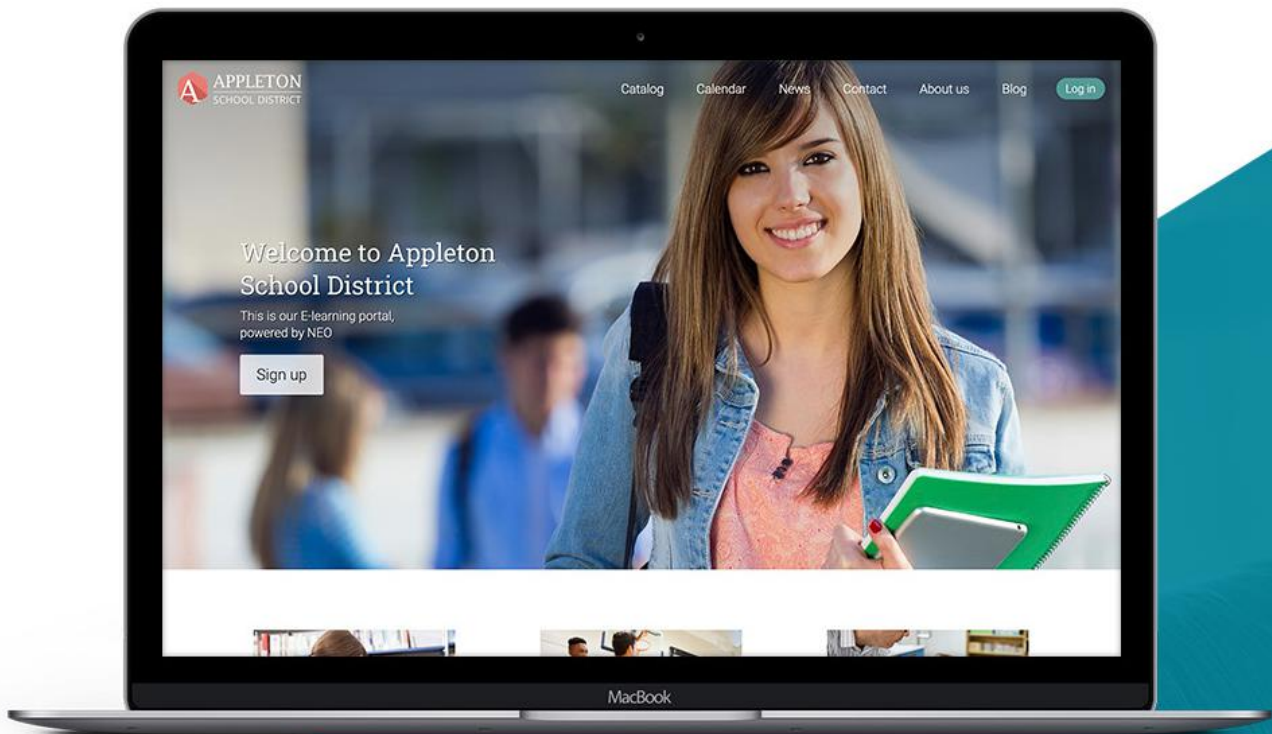 A
APPLETON
SCHOOL DISTRICT
Catalog Calendar News Contact About us Blog Log in
Welcome to Appleton
School District
This is our E-learning portal,
powered by NEO
Sign up
MacBook